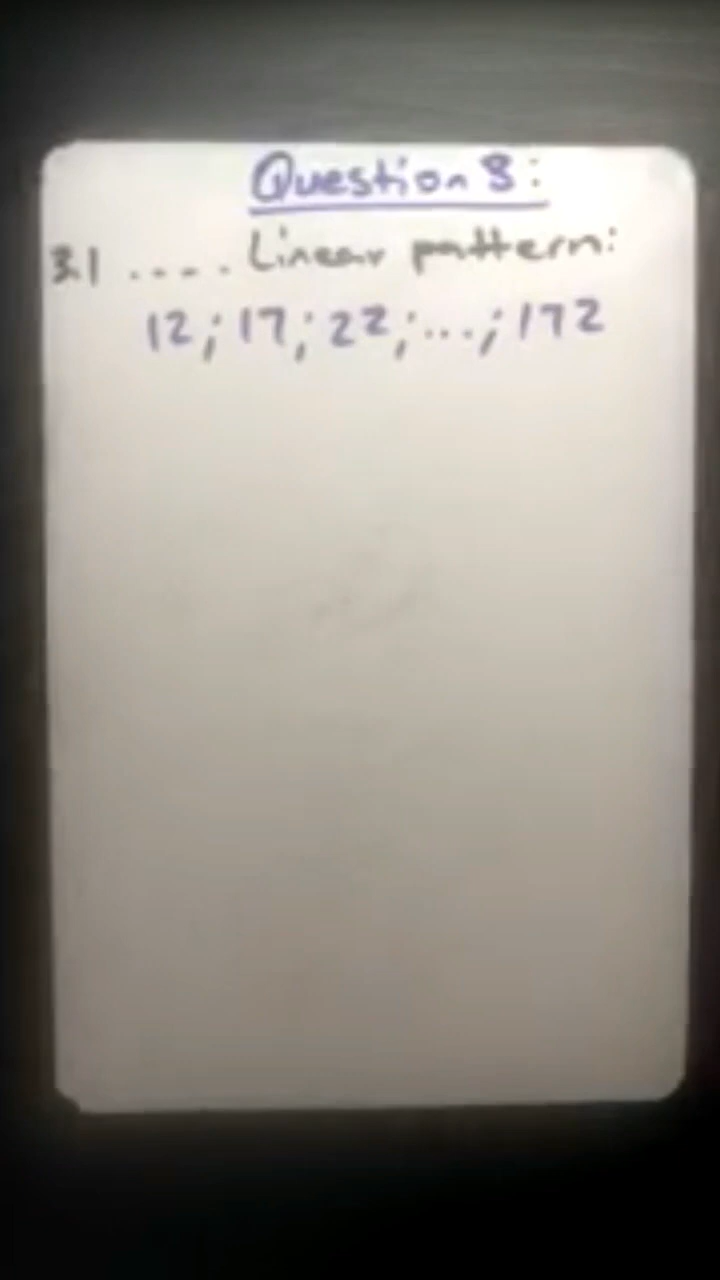 Question 3:
3.1 .... Linear pattern:
12; 17; 22; ...; 172